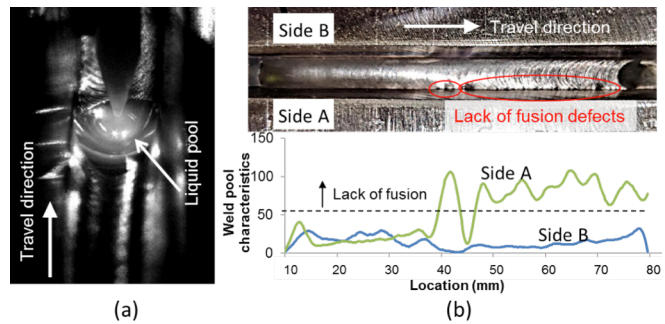 Travel direction
Liquid pool
(a)
Side B
Travel direction
Side A
Lack of fusion defects
Weld pool
characteristics
150
100
50
0
Lack of fusion
Side A
Side B
10 20 30 40 50 60 70 80
Location (mm)
(b)